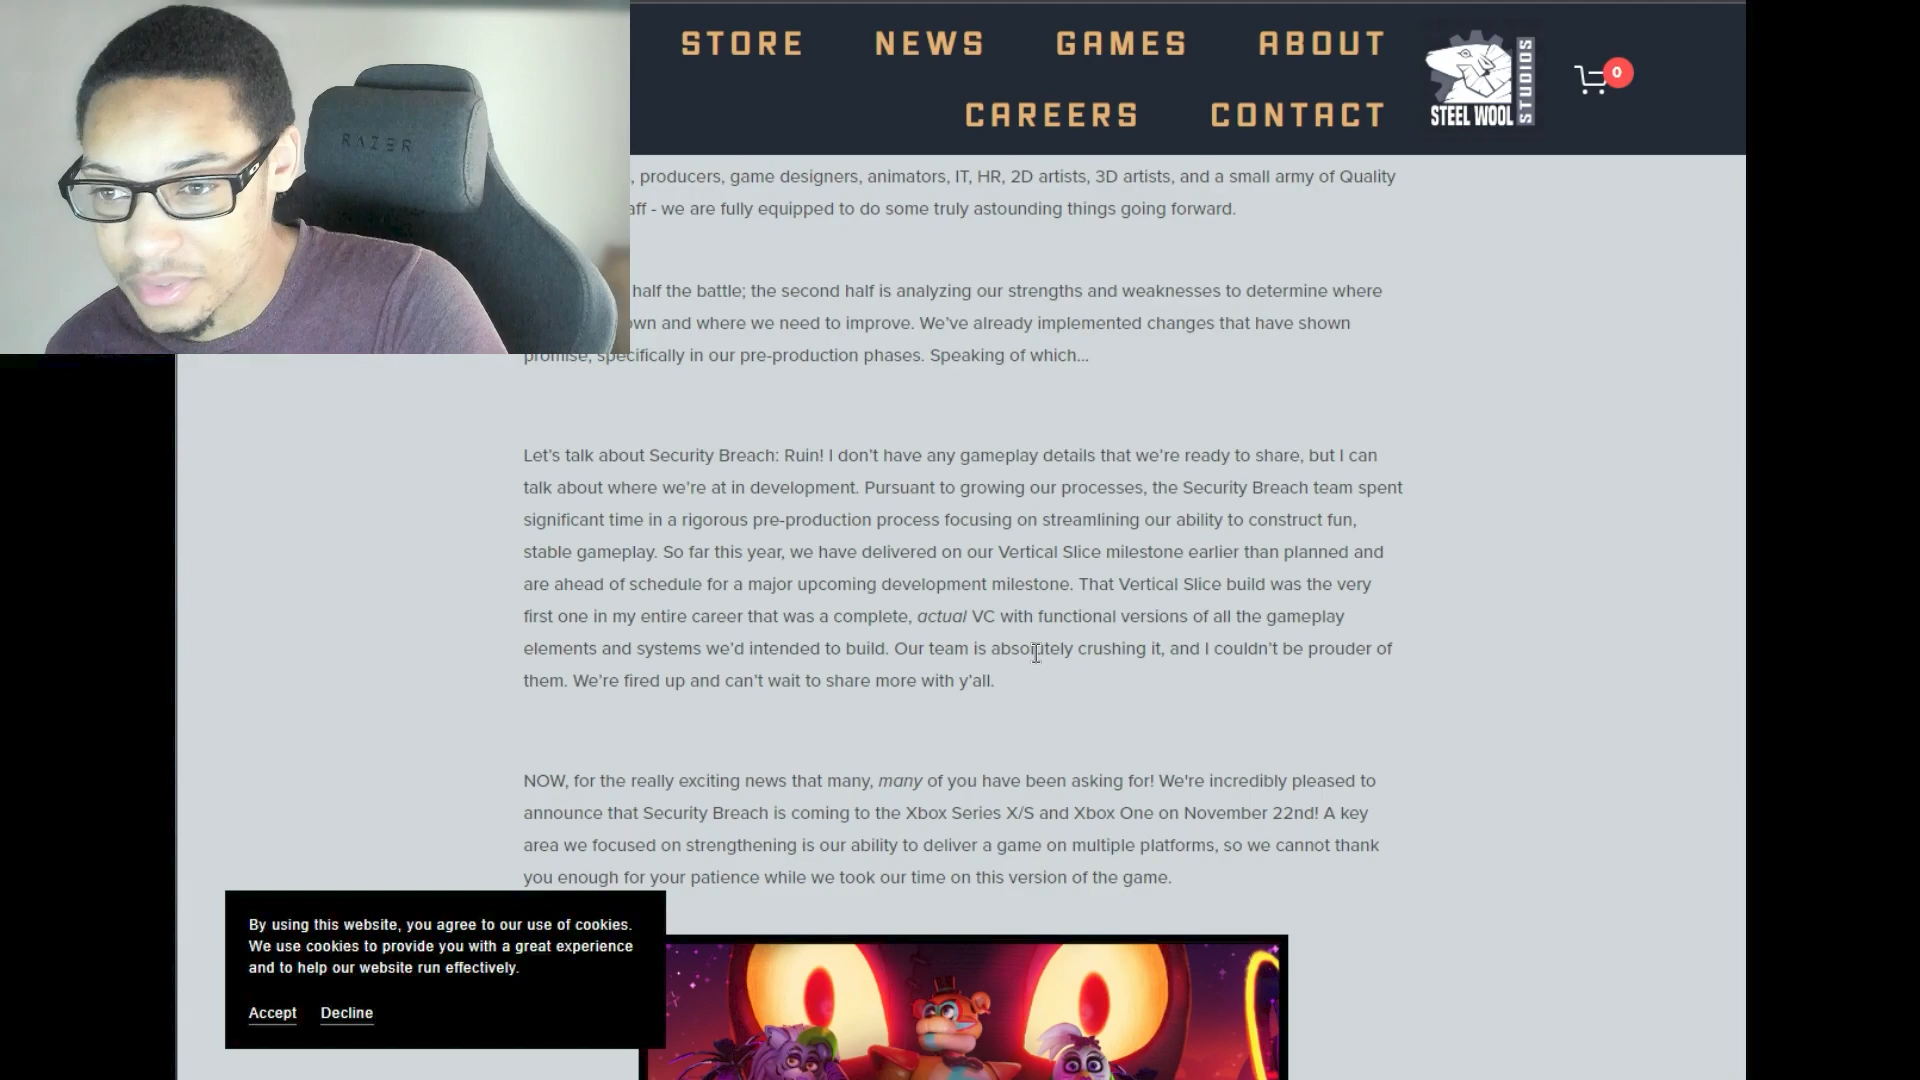 STORE NEWS GAMES ABOUT
CAREERS CONTACT
STEEL WOOL
STUDIOS
0
RAZER
, producers, game designers, animators, IT, HR, 2D artists, 3D artists, and a small army of Quality
aff - we are fully equipped to do some truly astounding things going forward.
half the battle; the second half is analyzing our strengths and weaknesses to determine where
own and where we need to improve. We’ve already implemented changes that have shown
promise, specifically in our pre-production phases. Speaking of which...
Let’s talk about Security Breach: Ruin! I don’t have any gameplay details that we’re ready to share, but I can
talk about where we’re at in development. Pursuant to growing our processes, the Security Breach team spent
significant time in a rigorous pre-production process focusing on streamlining our ability to construct fun,
stable gameplay. So far this year, we have delivered on our Vertical Slice milestone earlier than planned and
are ahead of schedule for a major upcoming development milestone. That Vertical Slice build was the very
first one in my entire career that was a complete, actual VC with functional versions of all the gameplay
elements and systems we’d intended to build. Our team is absolutely crushing it, and I couldn’t be prouder of
them. We’re fired up and can’t wait to share more with y’all.
NOW, for the really exciting news that many, many of you have been asking for! We're incredibly pleased to
announce that Security Breach is coming to the Xbox Series X/S and Xbox One on November 22nd! A key
area we focused on strengthening is our ability to deliver a game on multiple platforms, so we cannot thank
you enough for your patience while we took our time on this version of the game.
By using this website, you agree to our use of cookies.
We use cookies to provide you with a great experience
and to help our website run effectively.
Accept Decline